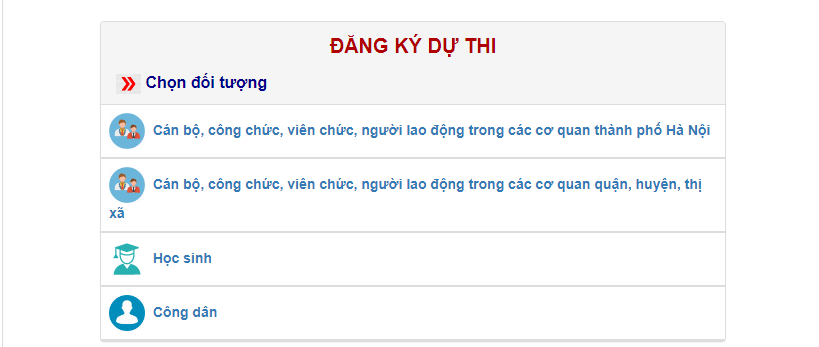 ĐĂNG KÝ DỰ THI
Chọn đối tượng
Cán bộ, công chức, viên chức, người lao động trong các cơ quan thành phố Hà Nội
Cán bộ, công chức, viên chức, người lao động trong các cơ quan quận, huyện, thị
xã
Học sinh
Công dân